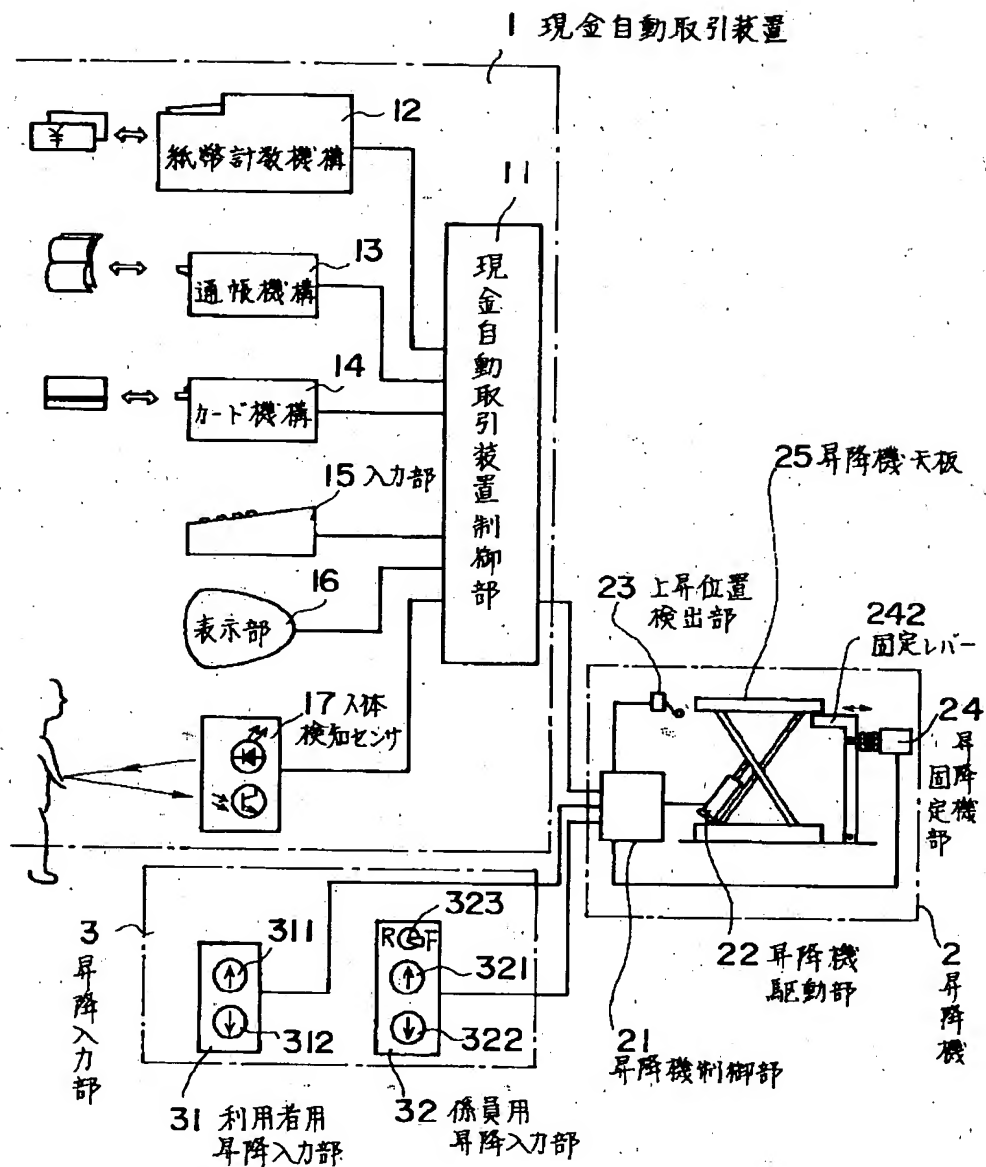 1 現金自動取引装置
12
¥
紙幣計数機構
11
現金自動取引装置制御部
13
通帳機構
14
カード機構
15 入力部
16
表示部
17 人体
検知センサ
25 昇降機天板
23 上昇位置
検出部
242
固定レバー
24
昇降機
固定部
22 昇降機
駆動部
2
昇降機
21
昇降機制御部
3
昇降入力部
311
312
R F
323
321
322
31 利用者用
昇降入力部
32 係員用
昇降入力部